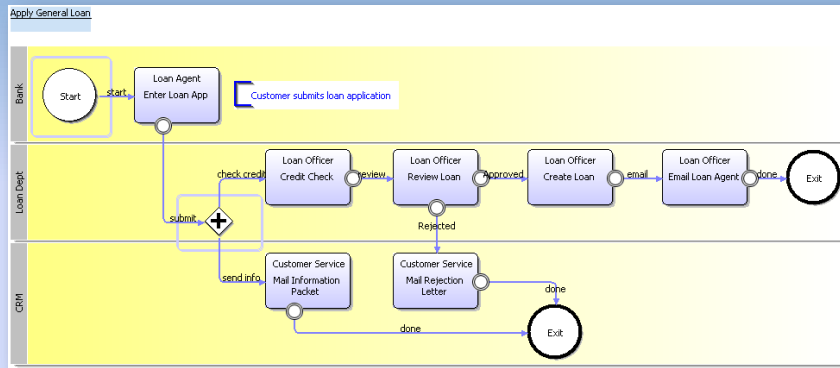 Apply General Loan
Bank
Start
start
Loan Agent
Enter Loan App
Customer submits loan application
Loan Dept
submit
check credit
Loan Officer
Credit Check
review
Loan Officer
Review Loan
Approved
Loan Officer
Create Loan
email
Loan Officer
Email Loan Agent
done
Exit
Rejected
CRM
send info
Customer Service
Mail Information
Packet
done
Customer Service
Mail Rejection
Letter
done
Exit